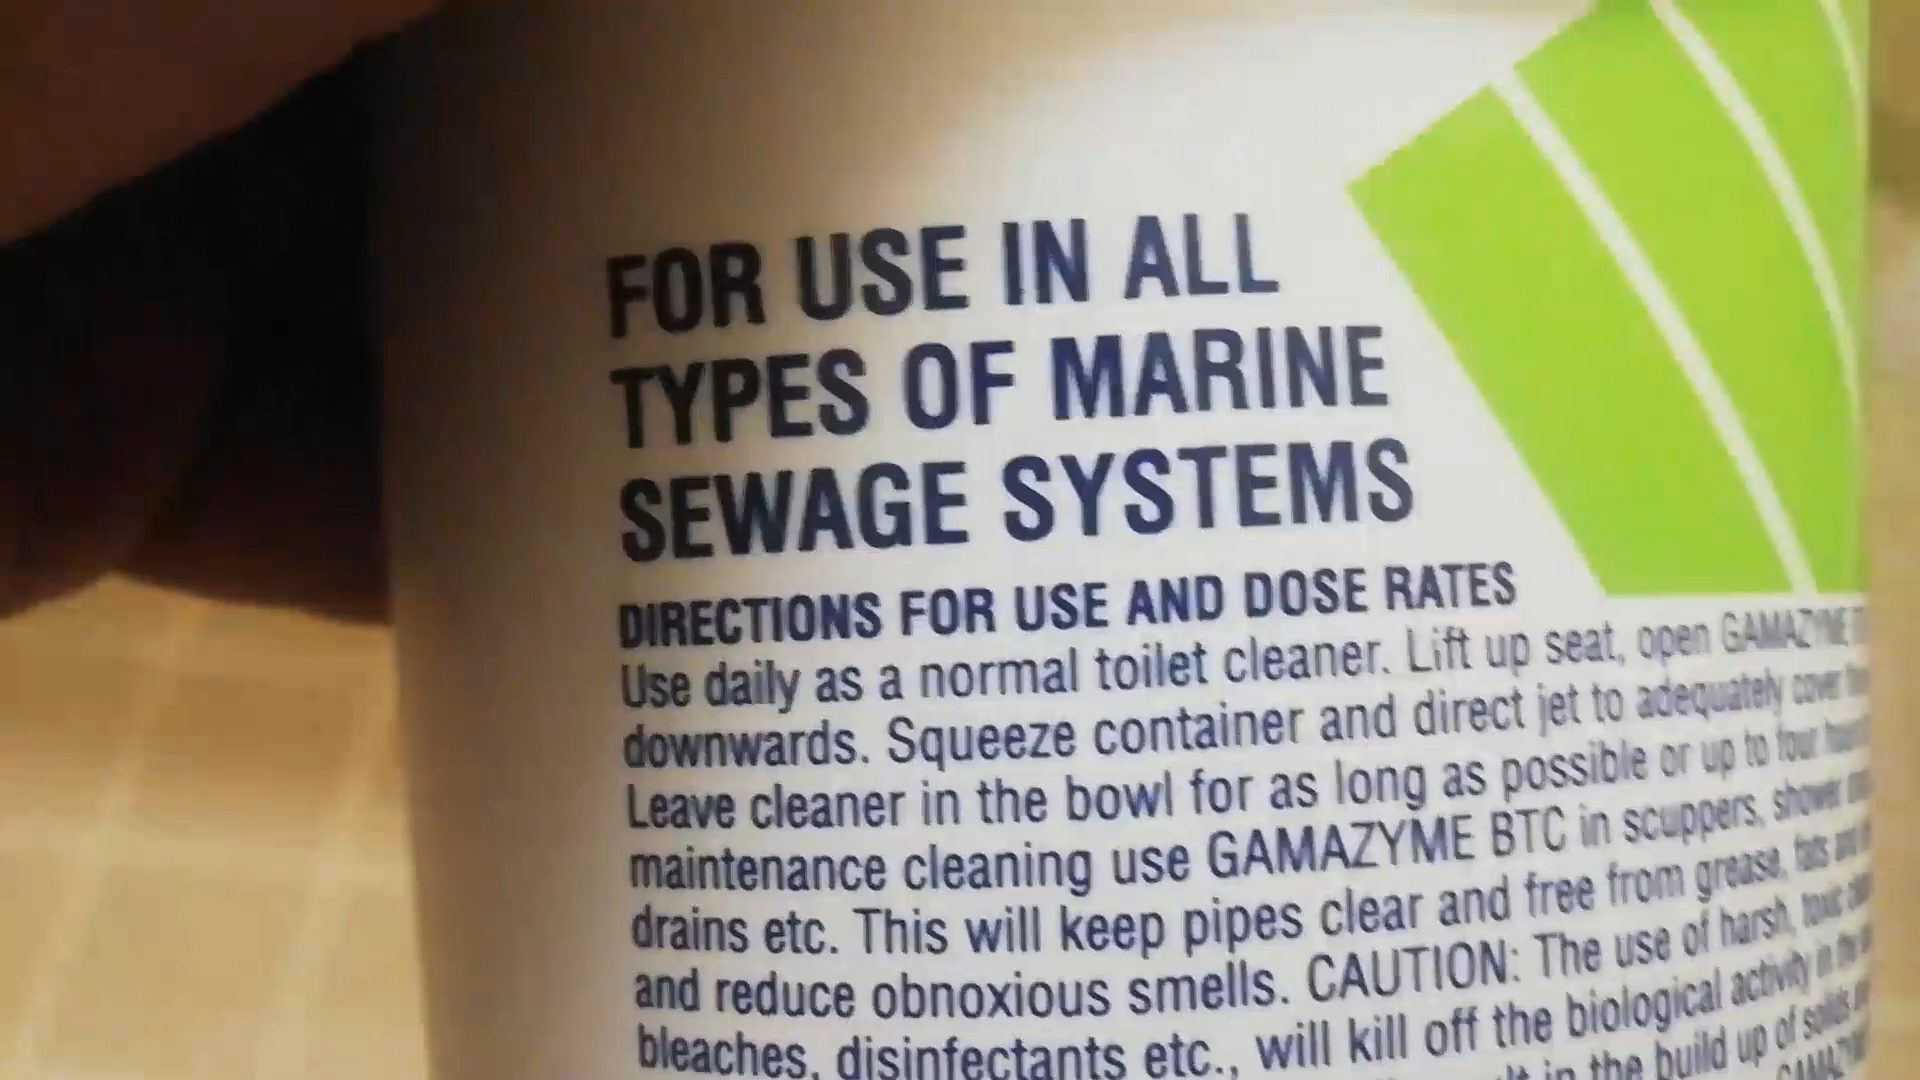 FOR USE IN ALL
TYPES OF MARINE
SEWAGE SYSTEMS
DIRECTIONS FOR USE AND DOSE RATES
Use daily as a normal toilet cleaner. Lift up seat, open GAMAZYME
downwards. Squeeze container and direct jet to adequately cover
Leave cleaner in the bowl for as long as possible or up to four
maintenance cleaning use GAMAZYME BTC in scuppers, shower
drains etc. This will keep pipes clear and free from grease, fats
and reduce obnoxious smells. CAUTION: The use of harsh, toxic
bleaches, disinfectants etc., will kill off the biological activity in the
in the build up of solids
GAMAZYME